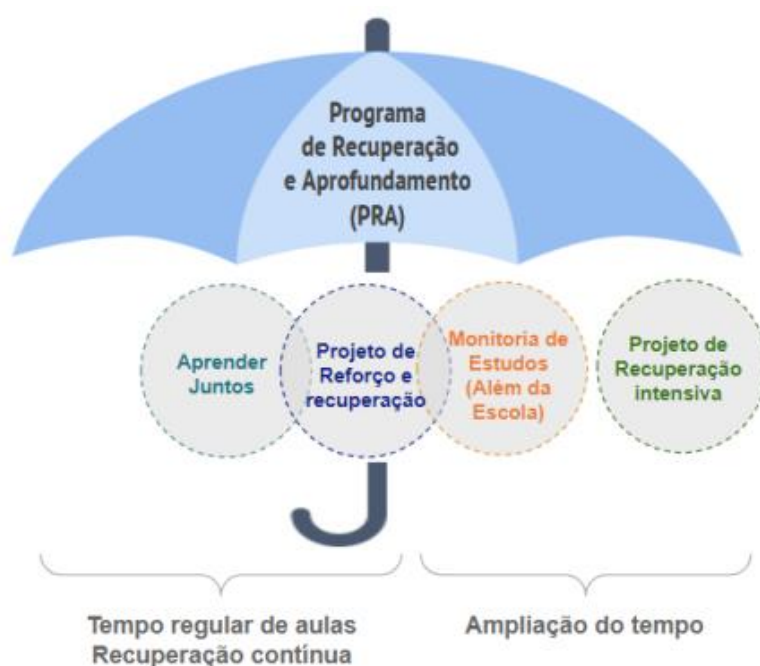 Programa
de Recuperação
e Aprofundamento
(PRA)
Aprender
Juntos
Projeto de
Reforço e
recuperação
Monitoria de
Estudos
(Além da
Escola)
Projeto de
Recuperação
intensiva
Tempo regular de aulas
Recuperação contínua
Ampliação do tempo